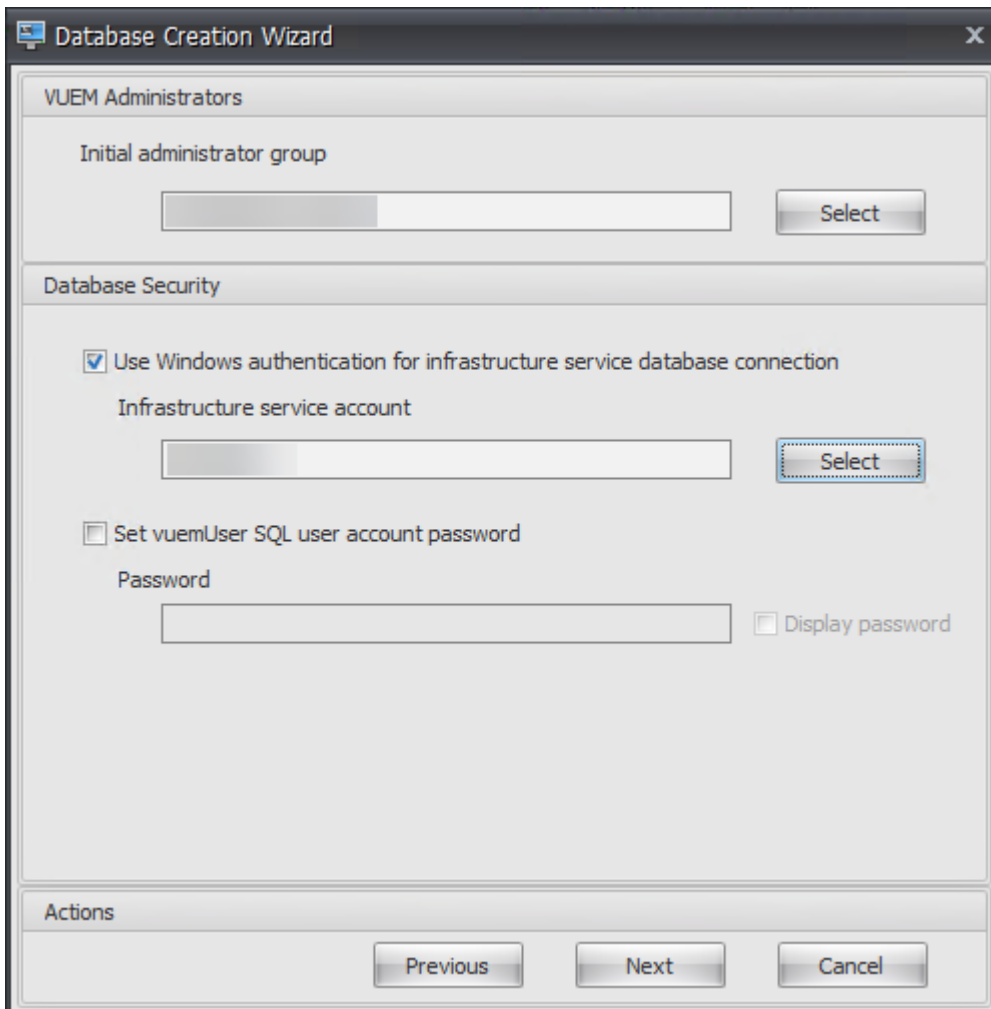 Database Creation Wizard
VUEM Administrators
Initial administrator group
Select
Database Security
Use Windows authentication for infrastructure service database connection
Infrastructure service account
Select
Set vuemUser SQL user account password
Password
Display password
Actions
Previous Next Cancel